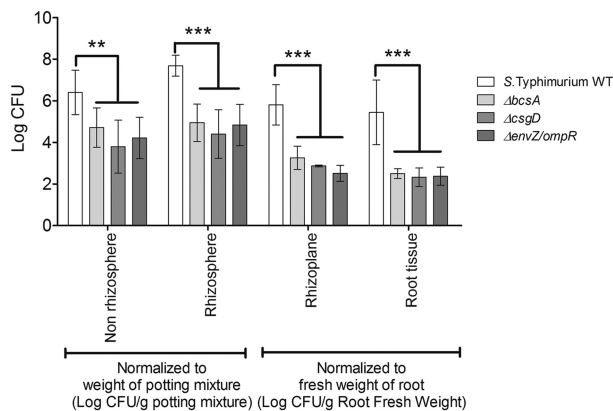 10
8
6
4
2
0
Log CFU
**
***
***
***
S.Typhimurium WT
ΔbcsA
ΔcsgD
ΔenvZ/ompR
Non rhizosphere
Rhizosphere
Rhizoplane
Root tissue
Normalized to
weight of potting mixture
(Log CFU/g potting mixture)
Normalized to
fresh weight of root
(Log CFU/g Root Fresh Weight)